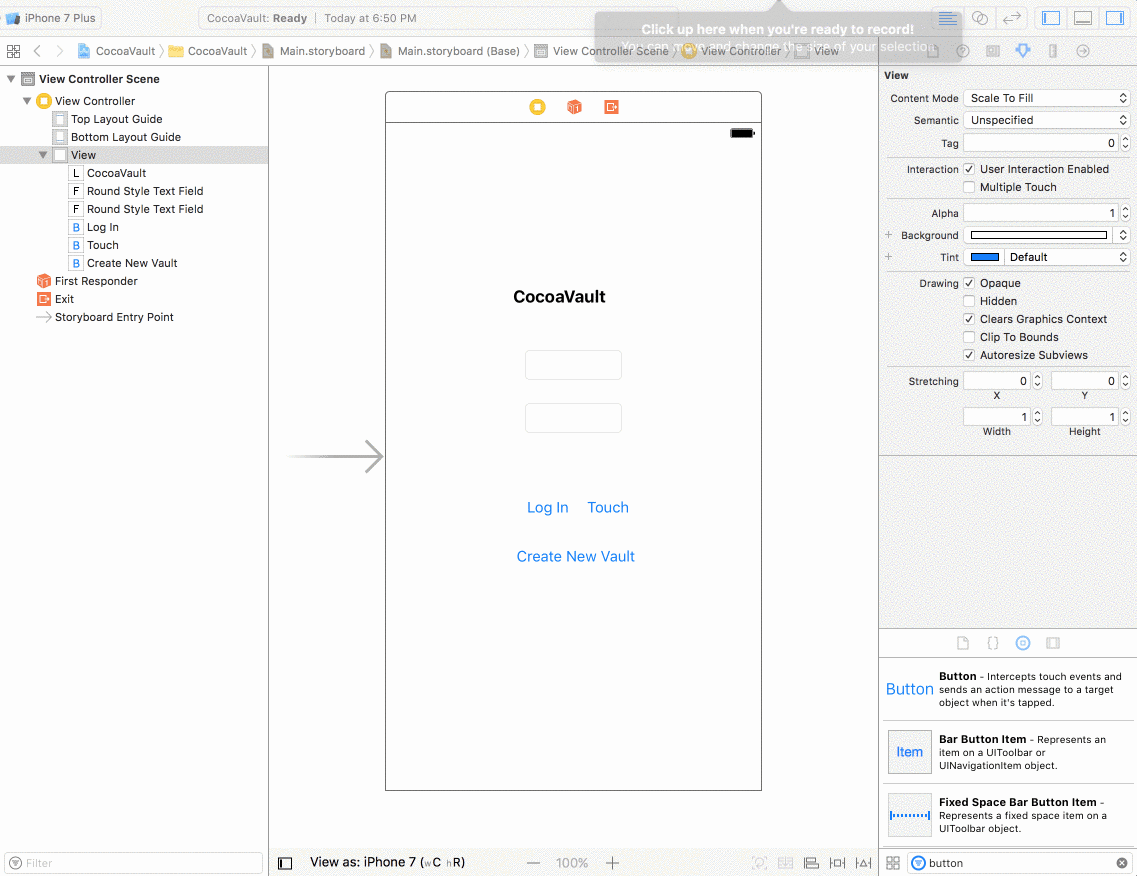 iPhone 7 Plus
CocoaVault: Ready | Today at 6:50 PM
Click up here when you're ready to record!
You can move and change the size of your selection
CocoaVault
CocoaVault
Main.storyboard
Main.storyboard (Base)
View Controller Scene
View Controller
View
View Controller Scene
View Controller
Top Layout Guide
Bottom Layout Guide
View
L CocoaVault
F Round Style Text Field
F Round Style Text Field
B Log In
B Touch
B Create New Vault
First Responder
Exit
Storyboard Entry Point
Filter
CocoaVault
Log In
Touch
Create New Vault
View as: iPhone 7 (wC hR)
100%
View
Content Mode Scale To Fill
Semantic Unspecified
Tag 0
Interaction User Interaction Enabled
Multiple Touch
Alpha 1
Background
Tint Default
Drawing Opaque
Hidden
Clears Graphics Context
Clip To Bounds
Autoresize Subviews
Stretching 0 0
X Y
1 1
Width Height
Button
Button - Intercepts touch events and
sends an action message to a target
object when it's tapped.
Item
Bar Button Item - Represents an
item on a UIToolbar or
UINavigationItem object.
Fixed Space Bar Button Item -
Represents a fixed space item on a
UIToolbar object.
button